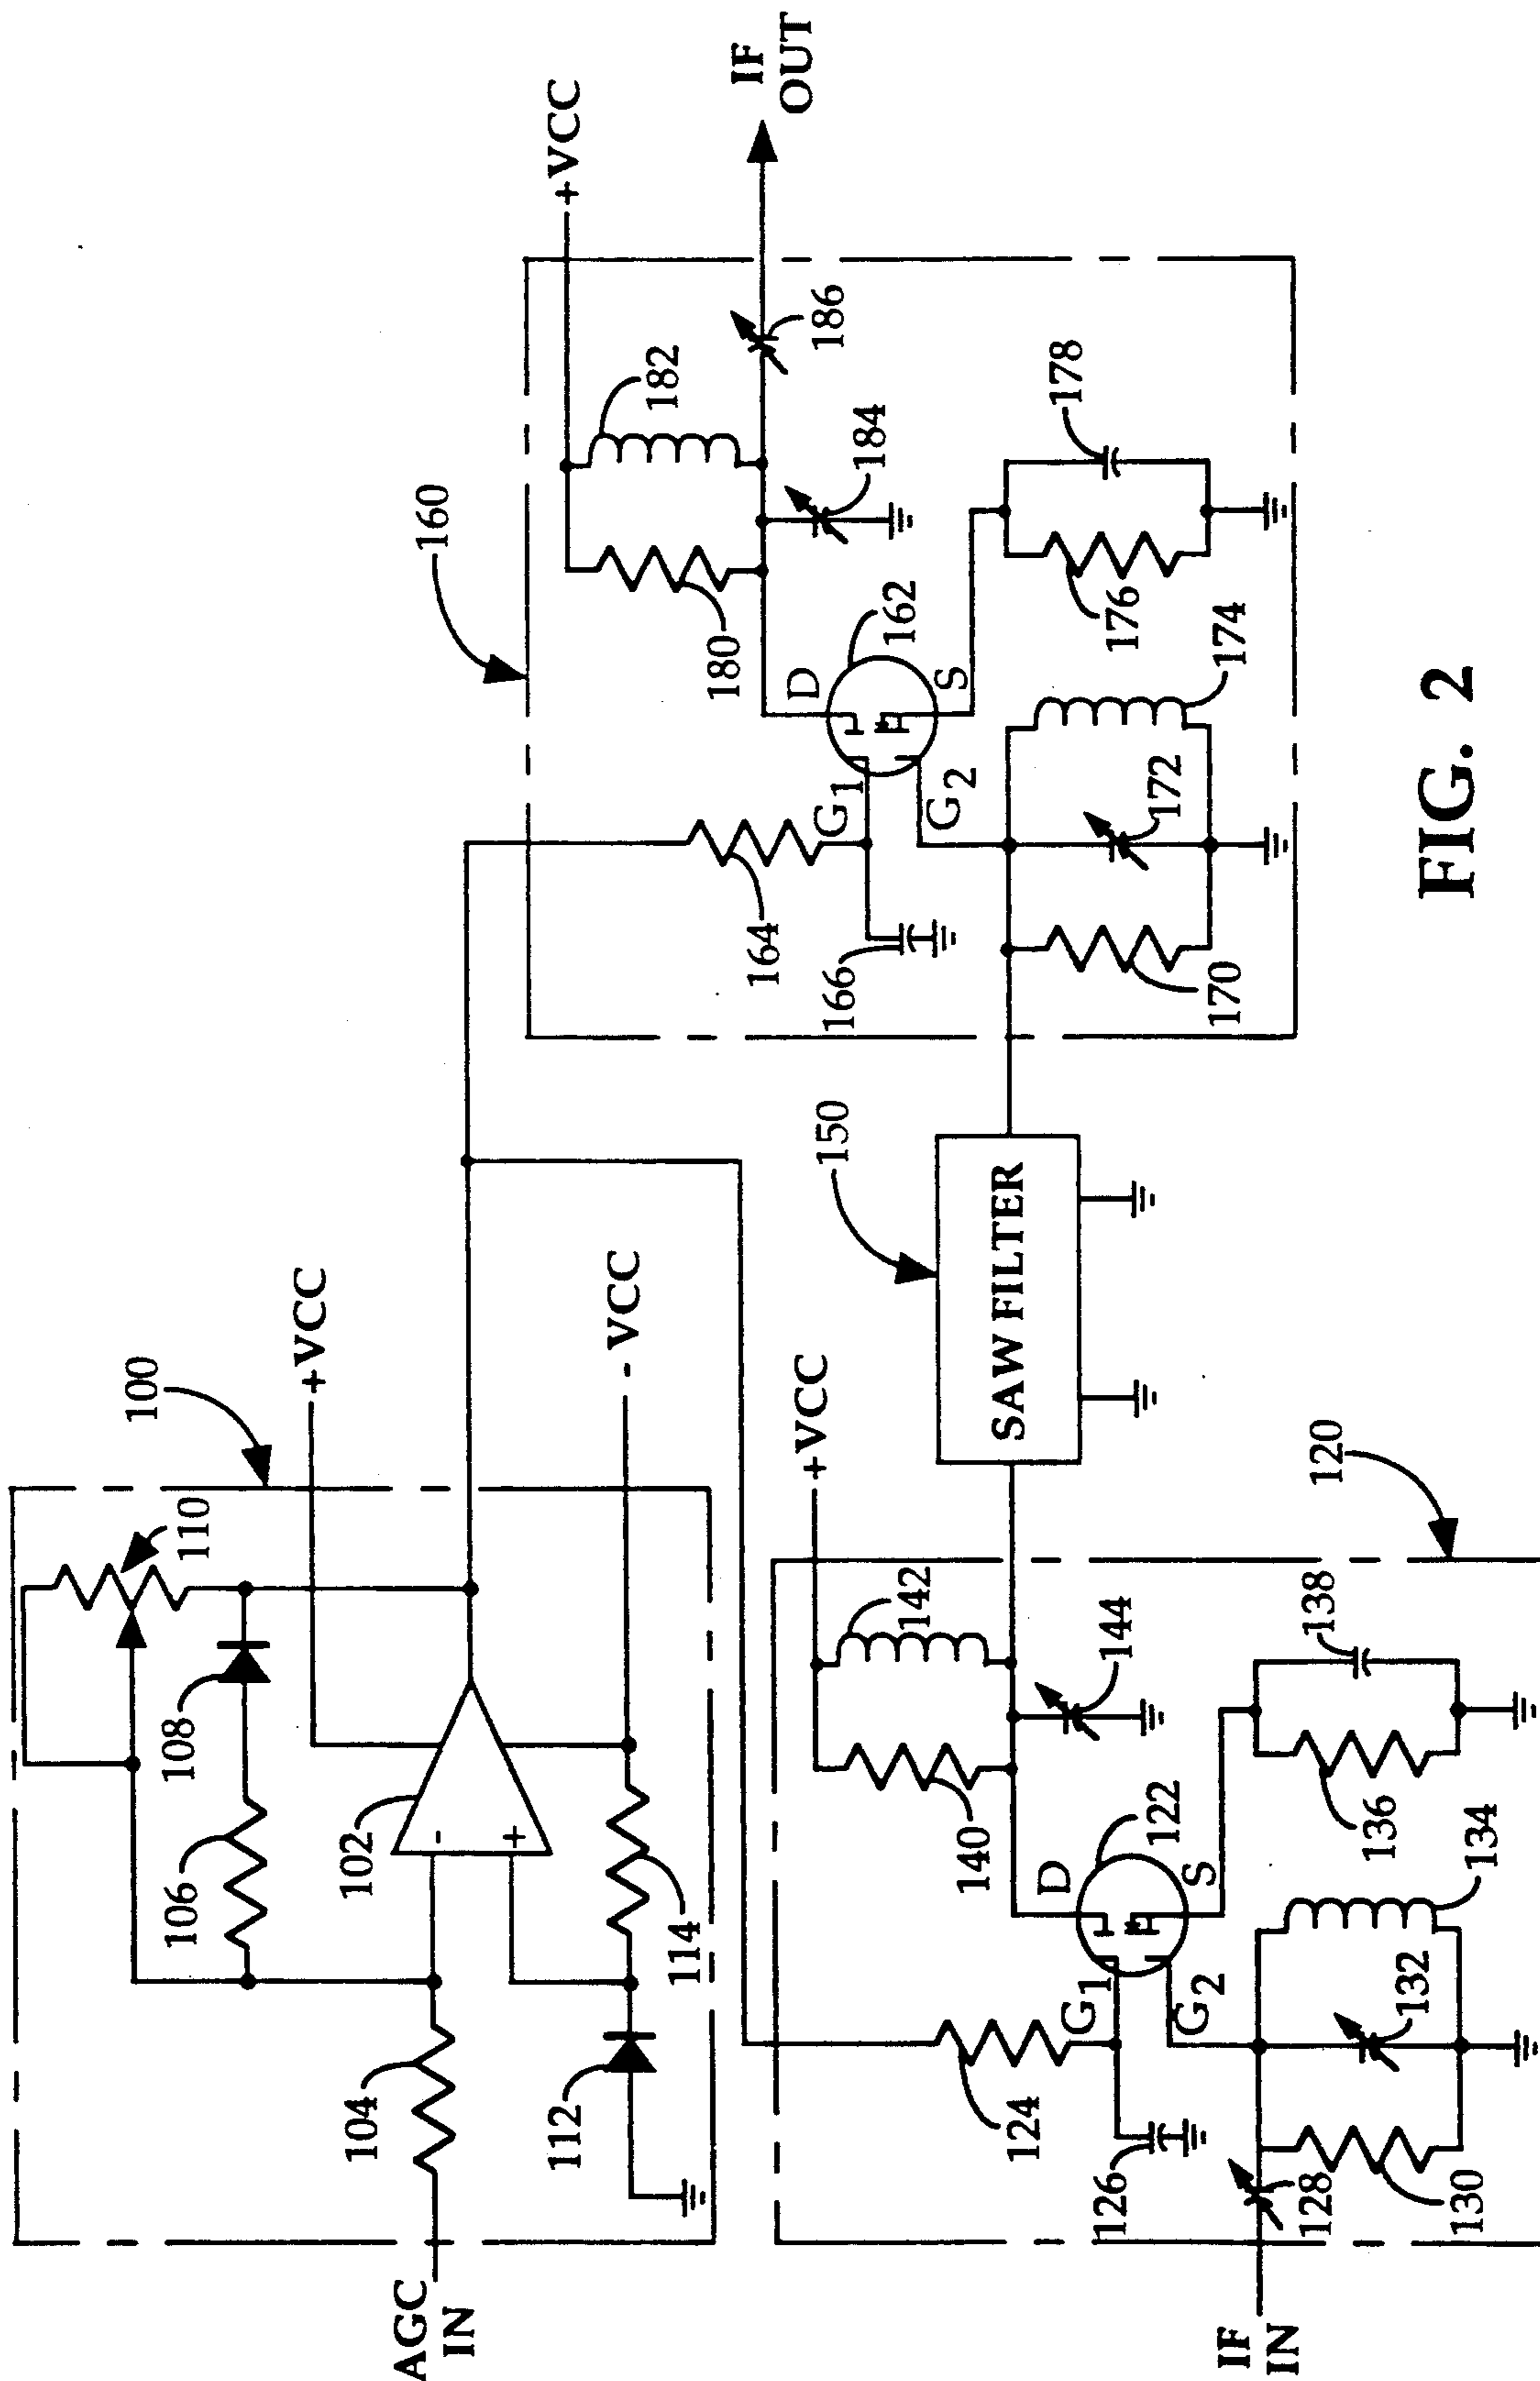 100
110
108
106
104
102
-
+
112
114
+VCC
- VCC
AGC
IN
160
+VCC
182
180
184
186
IF
OUT
164
166
G1
G2
D
S
162
170
172
174
176
178
150
SAW FILTER
120
+VCC
142
140
144
124
126
G1
G2
D
S
122
128
130
132
134
136
138
IF
IN
FIG. 2